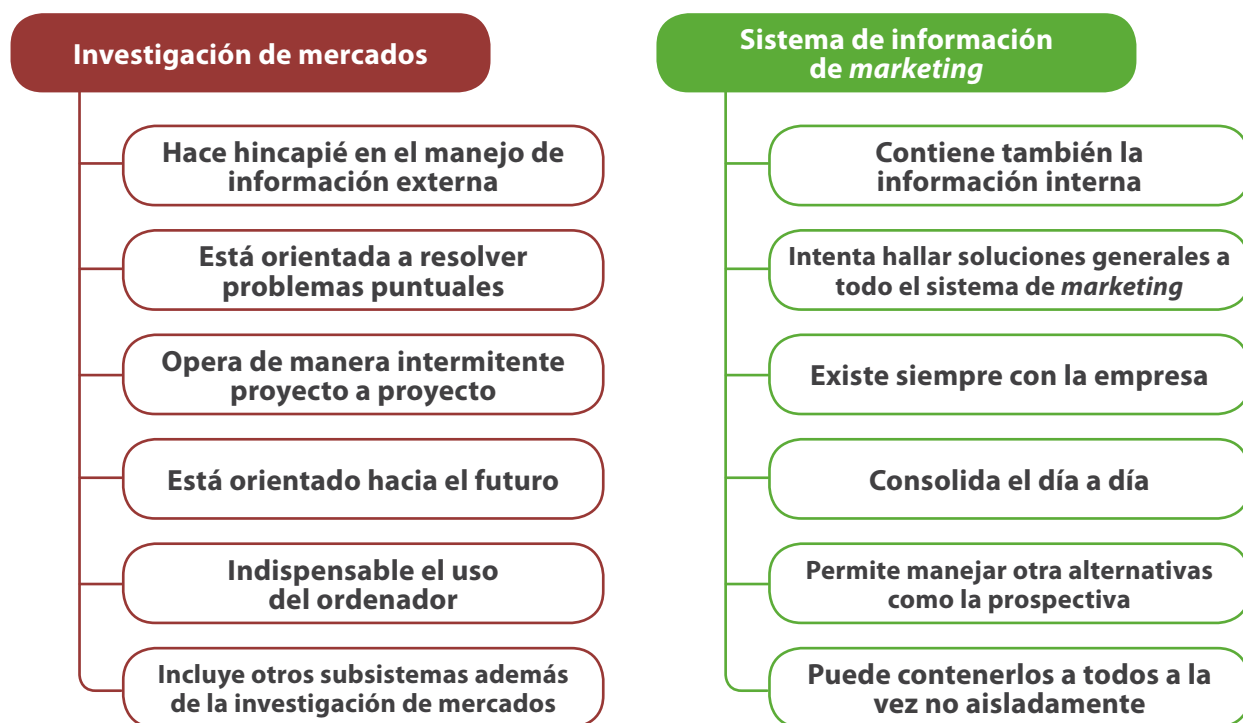 Investigación de mercados
Hace hincapié en el manejo de
información externa
Está orientada a resolver
problemas puntuales
Opera de manera intermitente
proyecto a proyecto
Está orientado hacia el futuro
Indispensable el uso
del ordenador
Incluye otros subsistemas además
de la investigación de mercados
Sistema de información
de marketing
Contiene también la
información interna
Intenta hallar soluciones generales a
todo el sistema de marketing
Existe siempre con la empresa
Consolida el día a día
Permite manejar otra alternativas
como la prospectiva
Puede contenerlos a todos a la
vez no aisladamente